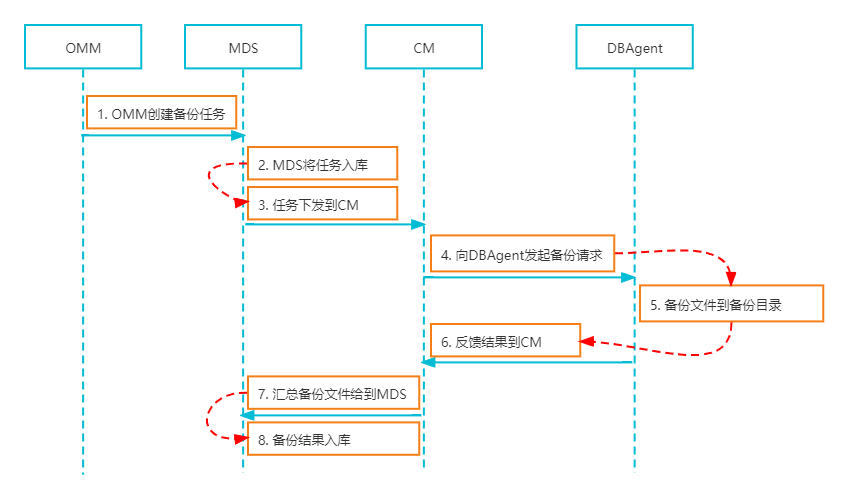 OMM
MDS
CM
DBAgent
1. OMM创建备份任务
2. MDS将任务入库
3. 任务下发到CM
4. 向DBAgent发起备份请求
5. 备份文件到备份目录
6. 反馈结果到CM
7. 汇总备份文件给到MDS
8. 备份结果入库